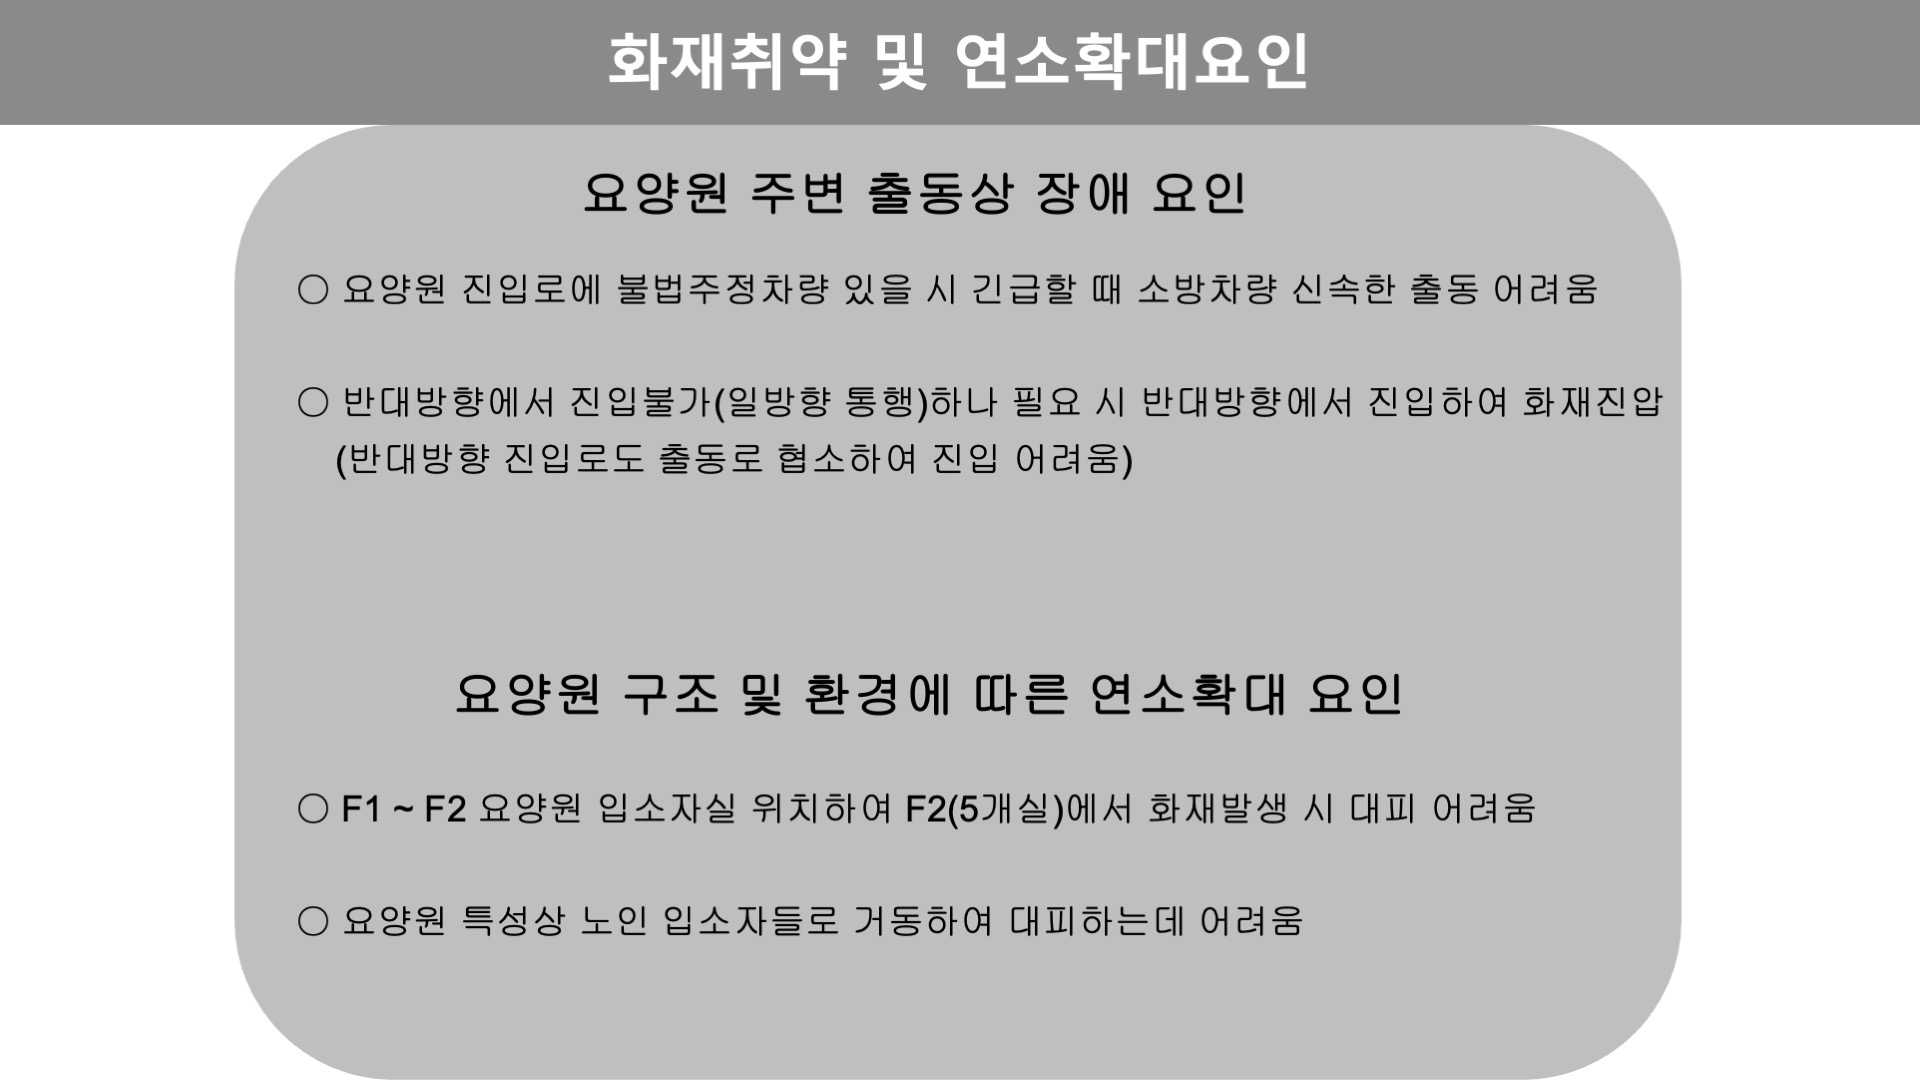 화재취약 및 연소확대요인
요양원 주변 출동상 장애 요인
○ 요양원 진입로에 불법주정차량 있을 시 긴급할 때 소방차량 신속한 출동 어려움
○ 반대방향에서 진입불가(일방향 통행)하나 필요 시 반대방향에서 진입하여 화재진압
(반대방향 진입로도 출동로 협소하여 진입 어려움)
요양원 구조 및 환경에 따른 연소확대 요인
○ F1 ~ F2 요양원 입소자실 위치하여 F2(5개실)에서 화재발생 시 대피 어려움
○ 요양원 특성상 노인 입소자들로 거동하여 대피하는데 어려움